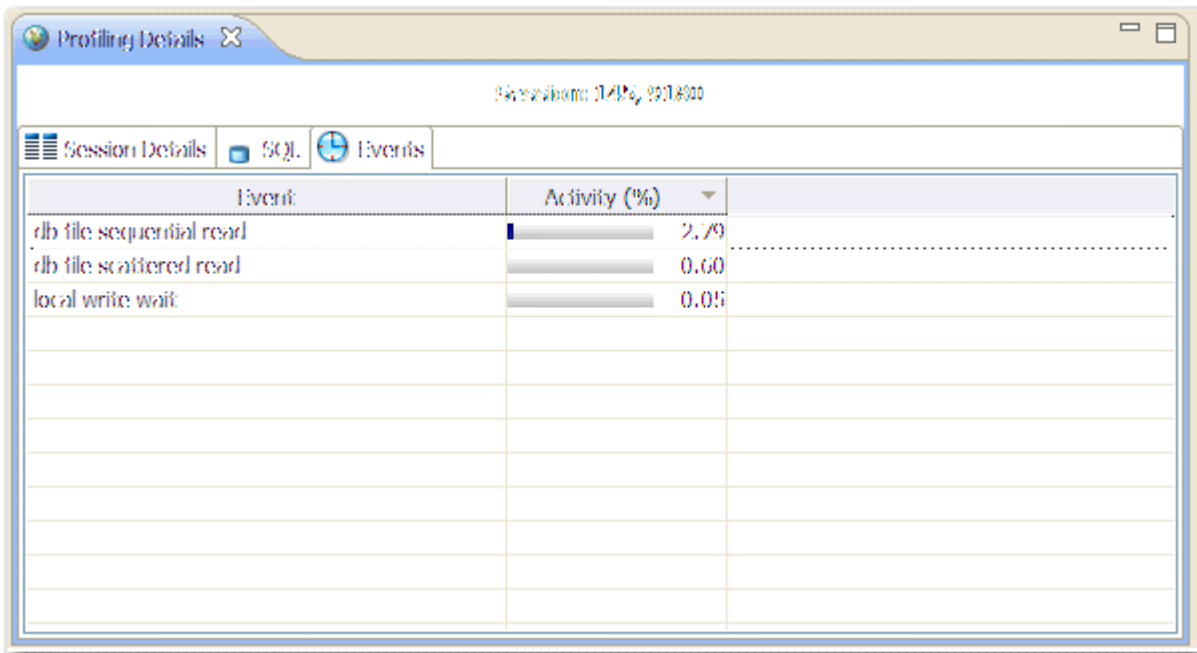 Profiling Details
Session:
Session Details SQL Events
Event Activity (%)
db file sequential read 2.79
db file scattered read 0.60
local write wait 0.05